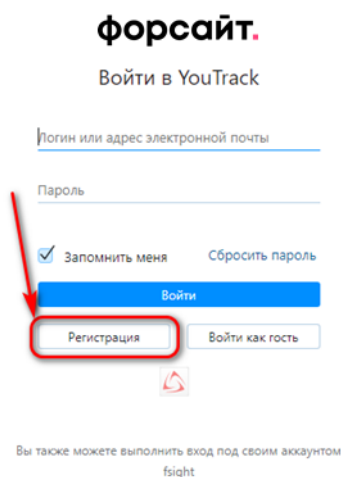 форсайт.
Войти в YouTrack
Логин или адрес электронной почты
Пароль
Запомнить меня Сбросить пароль
Войти
Регистрация Войти как гость
Вы также можете выполнить вход под своим аккаунтом
fsight